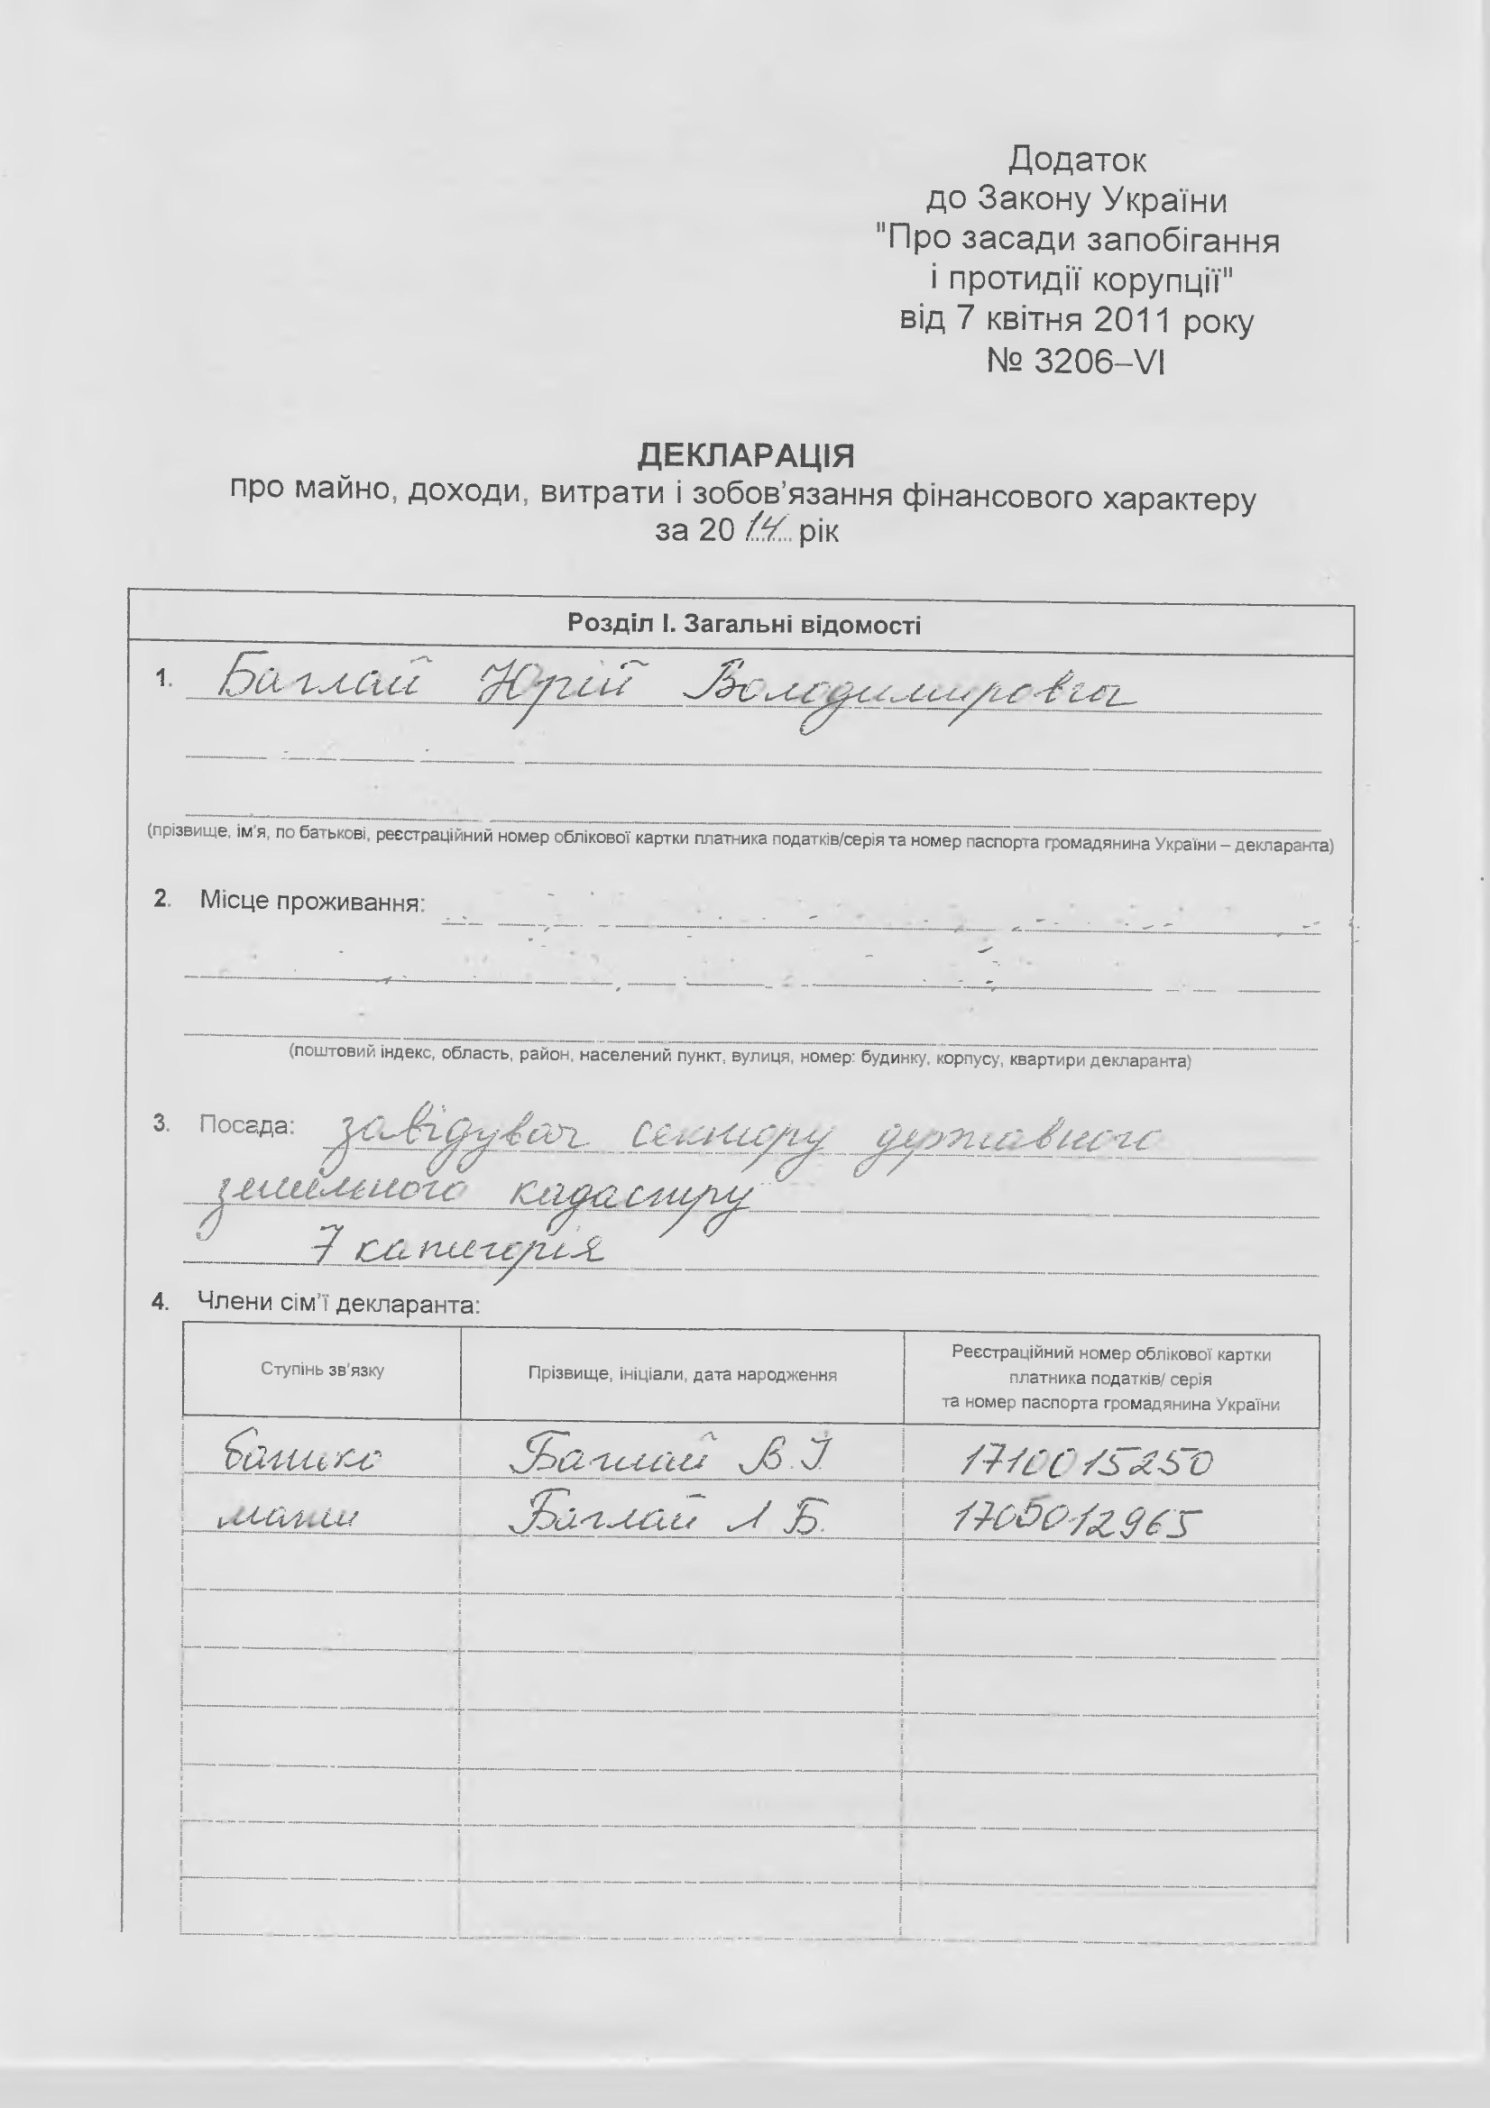 Додаток
до Закону України
"Про засади запобігання
і протидії корупції"
від 7 квітня 2011 року
№ 3206–VI
ДЕКЛАРАЦІЯ
про майно, доходи, витрати і зобов’язання фінансового характеру
за 20 14 рік
Розділ I. Загальні відомості
1. Баглай Юрій Володимирович
(прізвище, ім’я, по батькові, реєстраційний номер облікової картки платника податків/серія та номер паспорта громадянина України – декларанта)
2. Місце проживання:
(поштовий індекс, область, район, населений пункт, вулиця, номер: будинку, корпусу, квартири декларанта)
3. Посада: завідувач сектору державного
земельного кадастру
7 категорія
4. Члени сім’ї декларанта:
Ступінь зв’язку Прізвище, ініціали, дата народження Реєстраційний номер облікової картки
платника податків/ серія
та номер паспорта громадянина України
батько Баглай В.І. 1710015250
мати Баглай Л Б. 1705012965